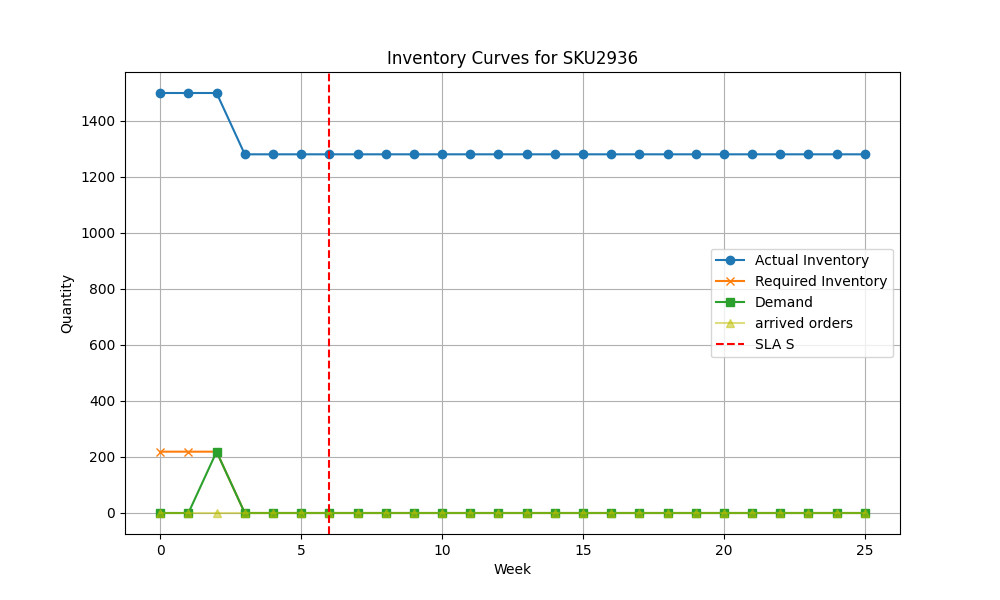 Inventory Curves for SKU2936
Quantity
1400
1200
1000
800
600
400
200
0
Actual Inventory
Required Inventory
Demand
arrived orders
SLA S
0 5 10 15 20 25
Week